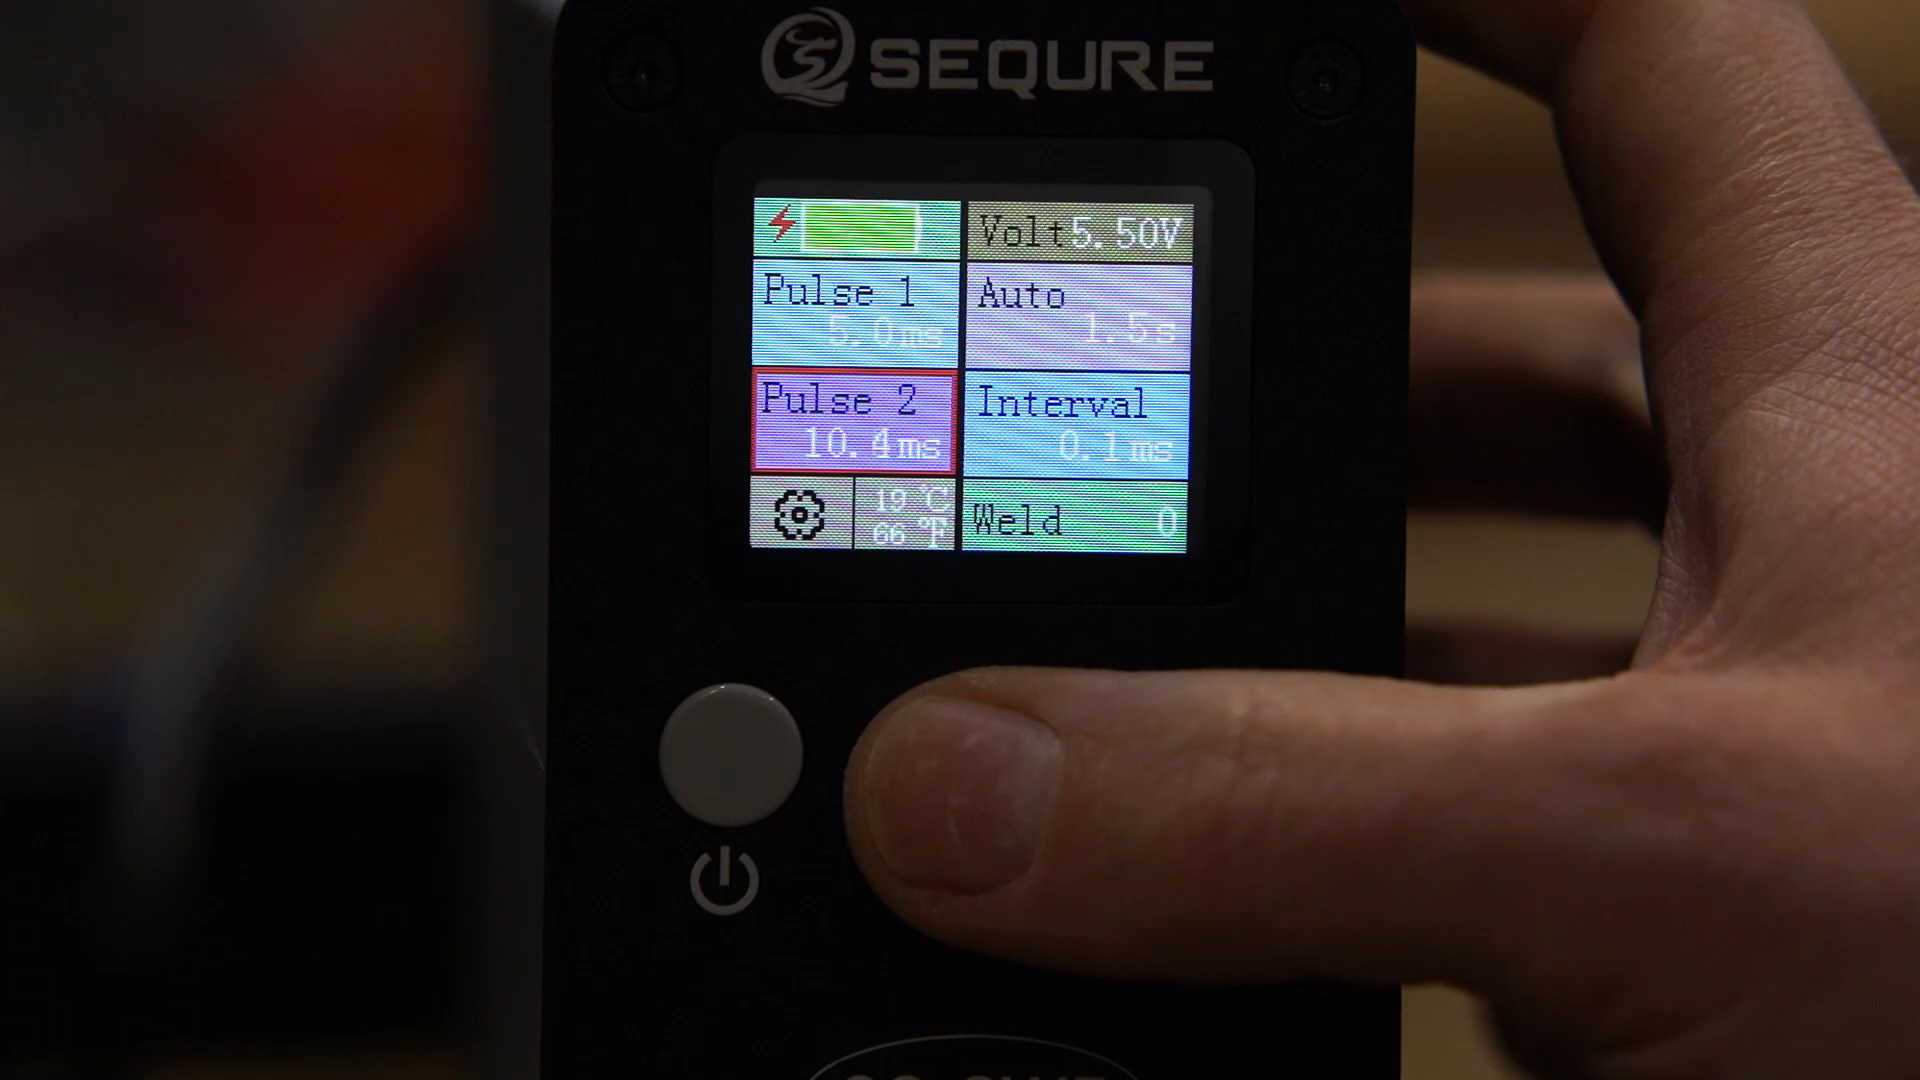 SEQURE
Volt 5.50V
Pulse 1
5.0ms
Auto
1.5s
Pulse 2
10.4ms
Interval
0.1ms
19 °C
66 °F
Weld 0